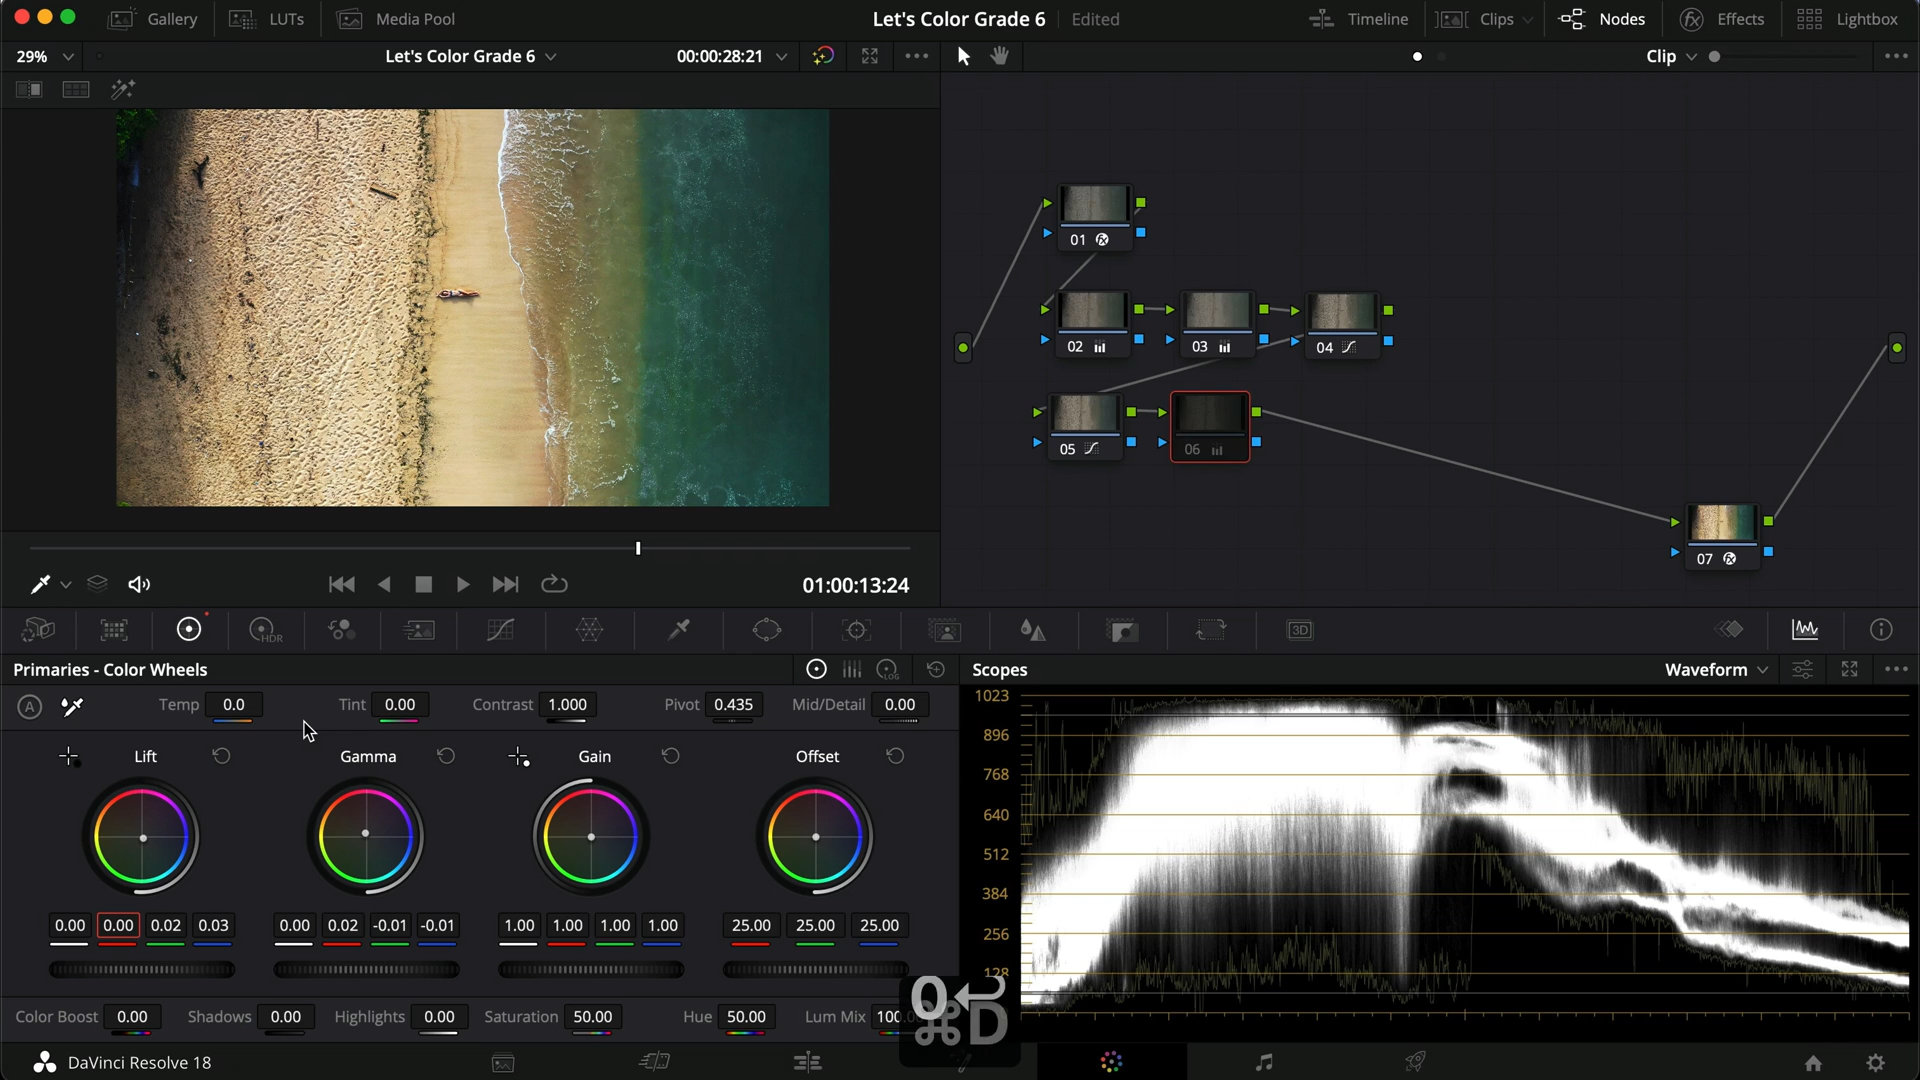 Gallery LUTs Media Pool Let's Color Grade 6 Edited Timeline Clips Nodes Effects Lightbox
29% Let's Color Grade 6 00:00:28:21 Clip
01
02 03 04
05 06
07
01:00:13:24
HDR 3D
Primaries - Color Wheels LOG Scopes Waveform
A Temp 0.0 Tint 0.00 Contrast 1.000 Pivot 0.435 Mid/Detail 0.00
Lift Gamma Gain Offset
0.00 0.00 0.02 0.03 0.00 0.02 -0.01 -0.01 1.00 1.00 1.00 1.00 25.00 25.00 25.00
Color Boost 0.00 Shadows 0.00 Highlights 0.00 Saturation 50.00 Hue 50.00 Lum Mix
1023
896
768
640
512
384
256
128
0↩
⌘D
DaVinci Resolve 18